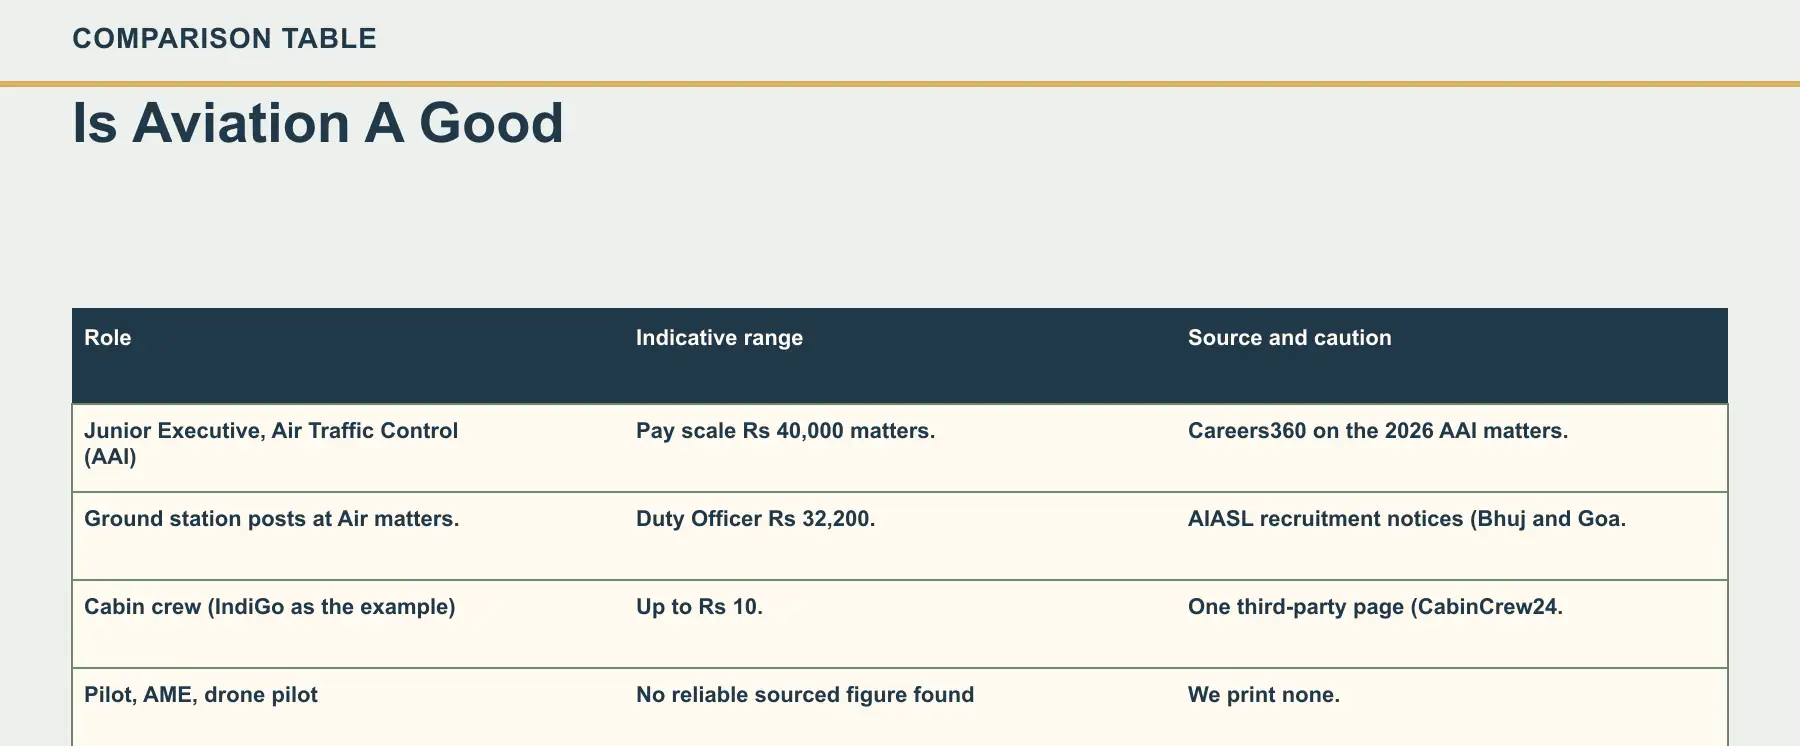 COMPARISON TABLE
Is Aviation A Good
Role
Indicative range
Source and caution
Junior Executive, Air Traffic Control
(AAI)
Pay scale Rs 40,000 matters.
Careers360 on the 2026 AAI matters.
Ground station posts at Air matters.
Duty Officer Rs 32,200.
AIASL recruitment notices (Bhuj and Goa.
Cabin crew (IndiGo as the example)
Up to Rs 10.
One third-party page (CabinCrew24.
Pilot, AME, drone pilot
No reliable sourced figure found
We print none.